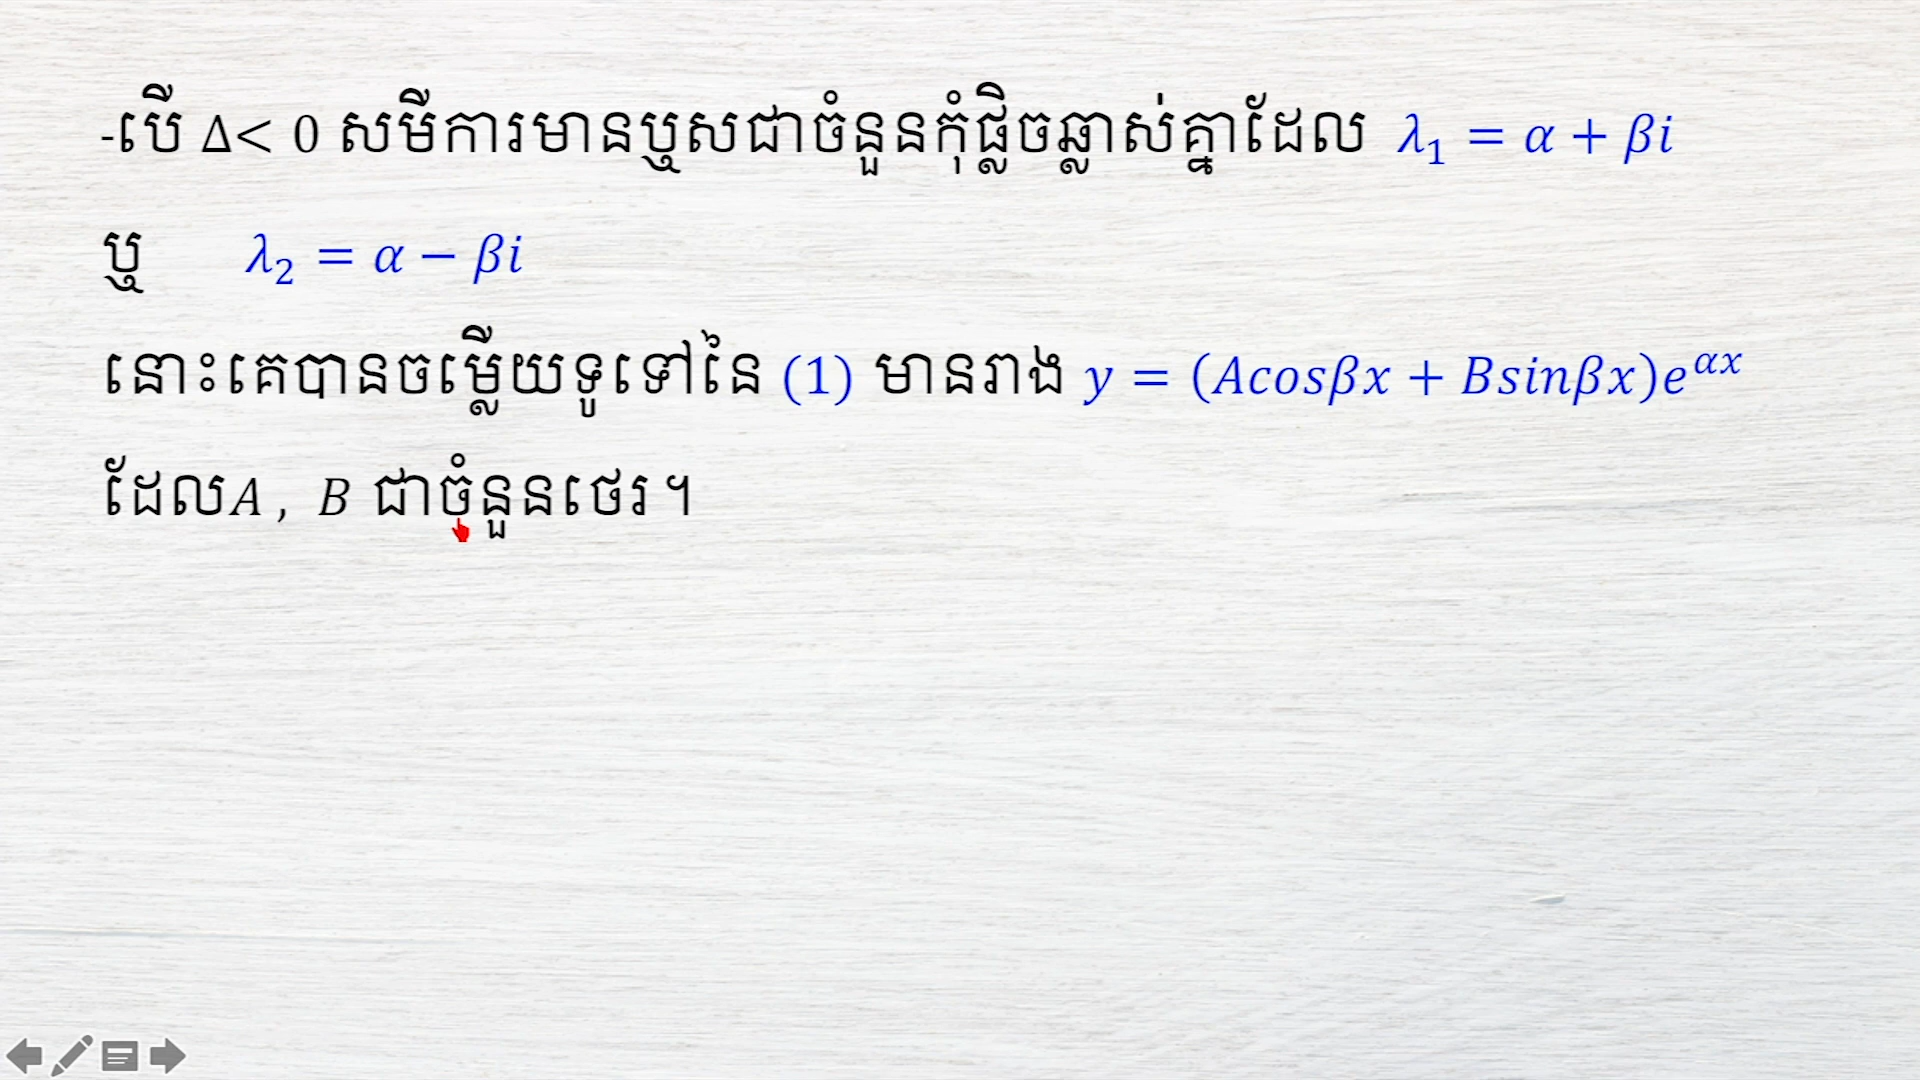 -បើ Δ< 0 សមីការមានឬសជាចំនួនកុំផ្លិចឆ្លាស់គ្នាដែល λ₁ = α + βi
ឬ λ₂ = α − βi
នោះគេបានចម្លើយទូទៅនៃ (1) មានរាង y = (Acosβx + Bsinβx)e^{αx}
ដែលA , B ជាចំនួនថេរ។